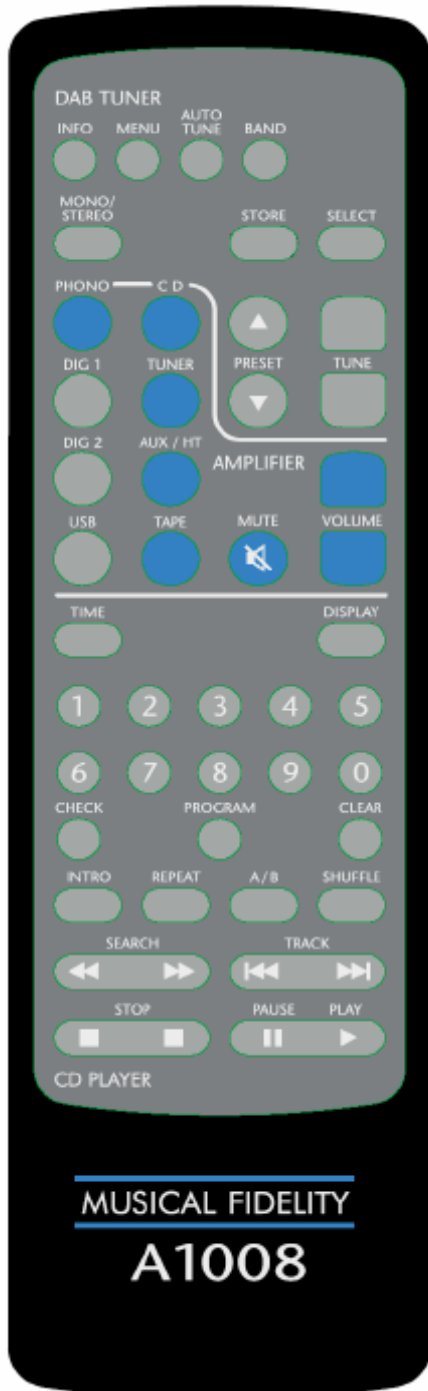 DAB TUNER
INFO MENU AUTO TUNE BAND
MONO/
STEREO STORE SELECT
PHONO C D
DIG 1 TUNER PRESET TUNE
DIG 2 AUX / HT AMPLIFIER
USB TAPE MUTE VOLUME
TIME DISPLAY
1 2 3 4 5
6 7 8 9 0
CHECK PROGRAM CLEAR
INTRO REPEAT A/B SHUFFLE
SEARCH TRACK
STOP PAUSE PLAY
CD PLAYER
MUSICAL FIDELITY
A1008